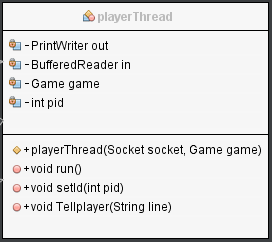 playerThread
- PrintWriter out
- BufferedReader in
- Game game
- int pid
+ playerThread(Socket socket, Game game)
+ void run()
+ void setId(int pid)
+ void Tellplayer(String line)